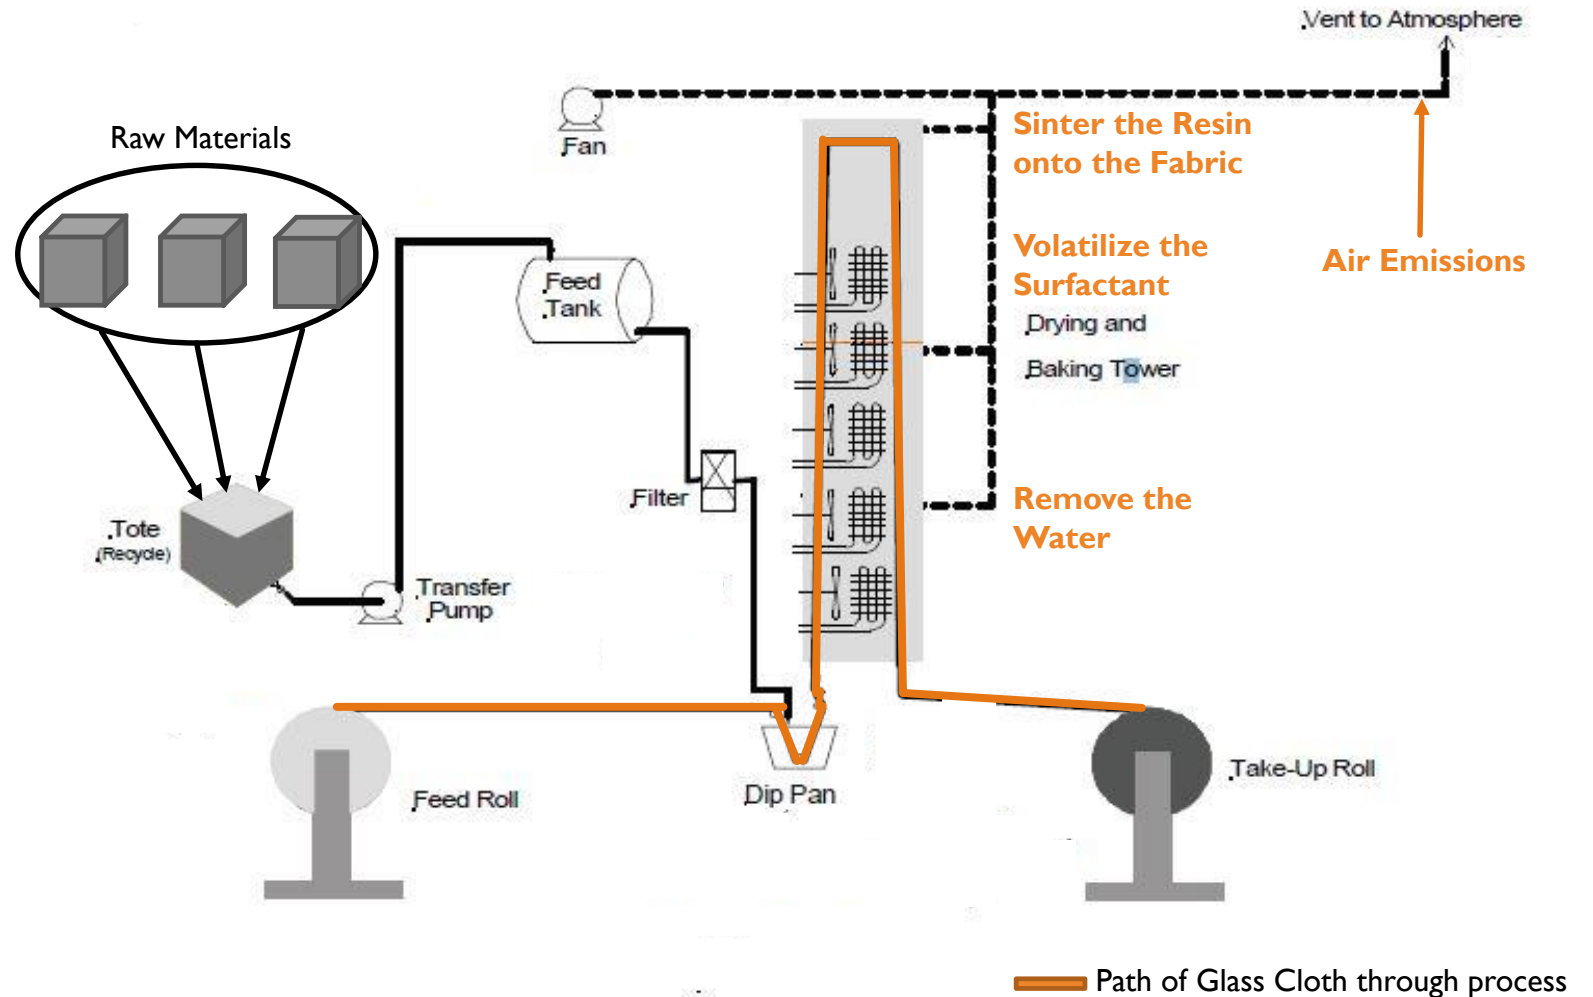 Vent to Atmosphere
Raw Materials
Fan
Sinter the Resin
onto the Fabric
Volatilize the
Surfactant
Air Emissions
Feed
Tank
Drying and
Baking Tower
Filter
Remove the
Water
Tote
(Recycle)
Transfer
Pump
Feed Roll
Dip Pan
Take-Up Roll
Path of Glass Cloth through process